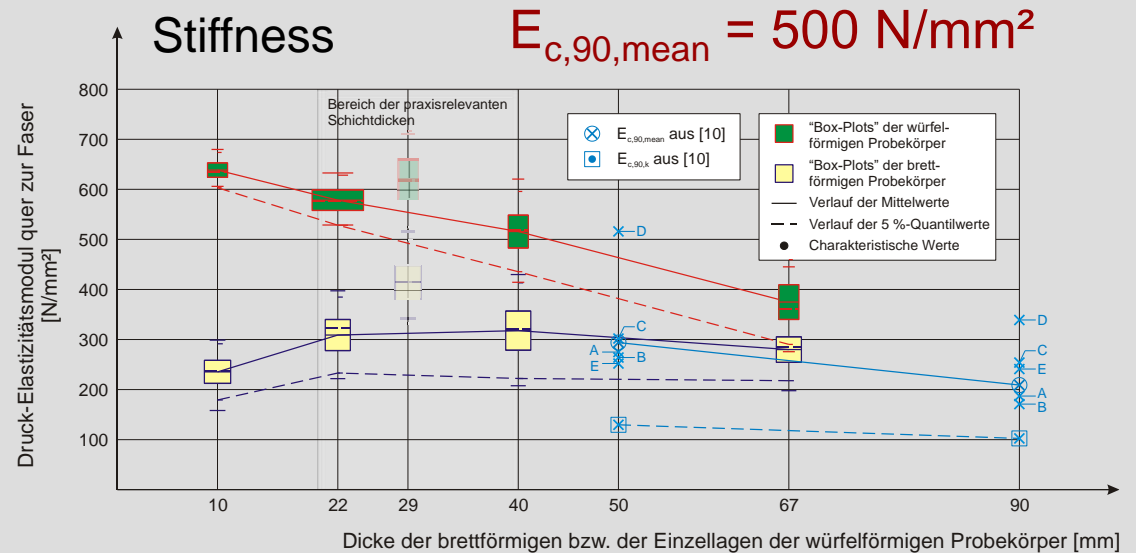 Stiffness
E_c,90,mean = 500 N/mm²
Druck-Elastizitätsmodul quer zur Faser
[N/mm²]
800
700
600
500
400
300
200
100
Bereich der praxisrelevanten
Schichtdicken
E_c,90,mean aus [10]
E_c,90,k aus [10]
"Box-Plots" der würfel-
förmigen Probekörper
"Box-Plots" der brett-
förmigen Probekörper
Verlauf der Mittelwerte
Verlauf der 5 %-Quantilwerte
Charakteristische Werte
D
C
A
B
E
D
C
E
A
B
10
22
29
40
50
67
90
Dicke der brettförmigen bzw. der Einzellagen der würfelförmigen Probekörper [mm]